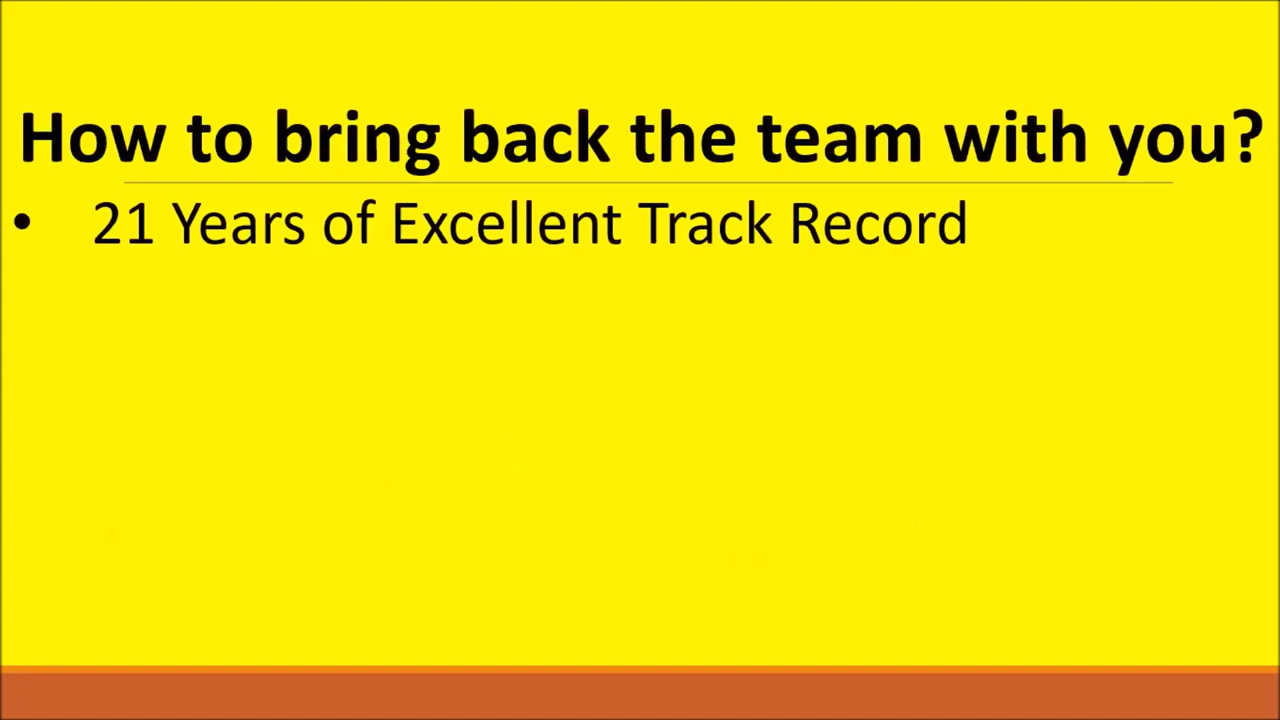 How to bring back the team with you?
• 21 Years of Excellent Track Record